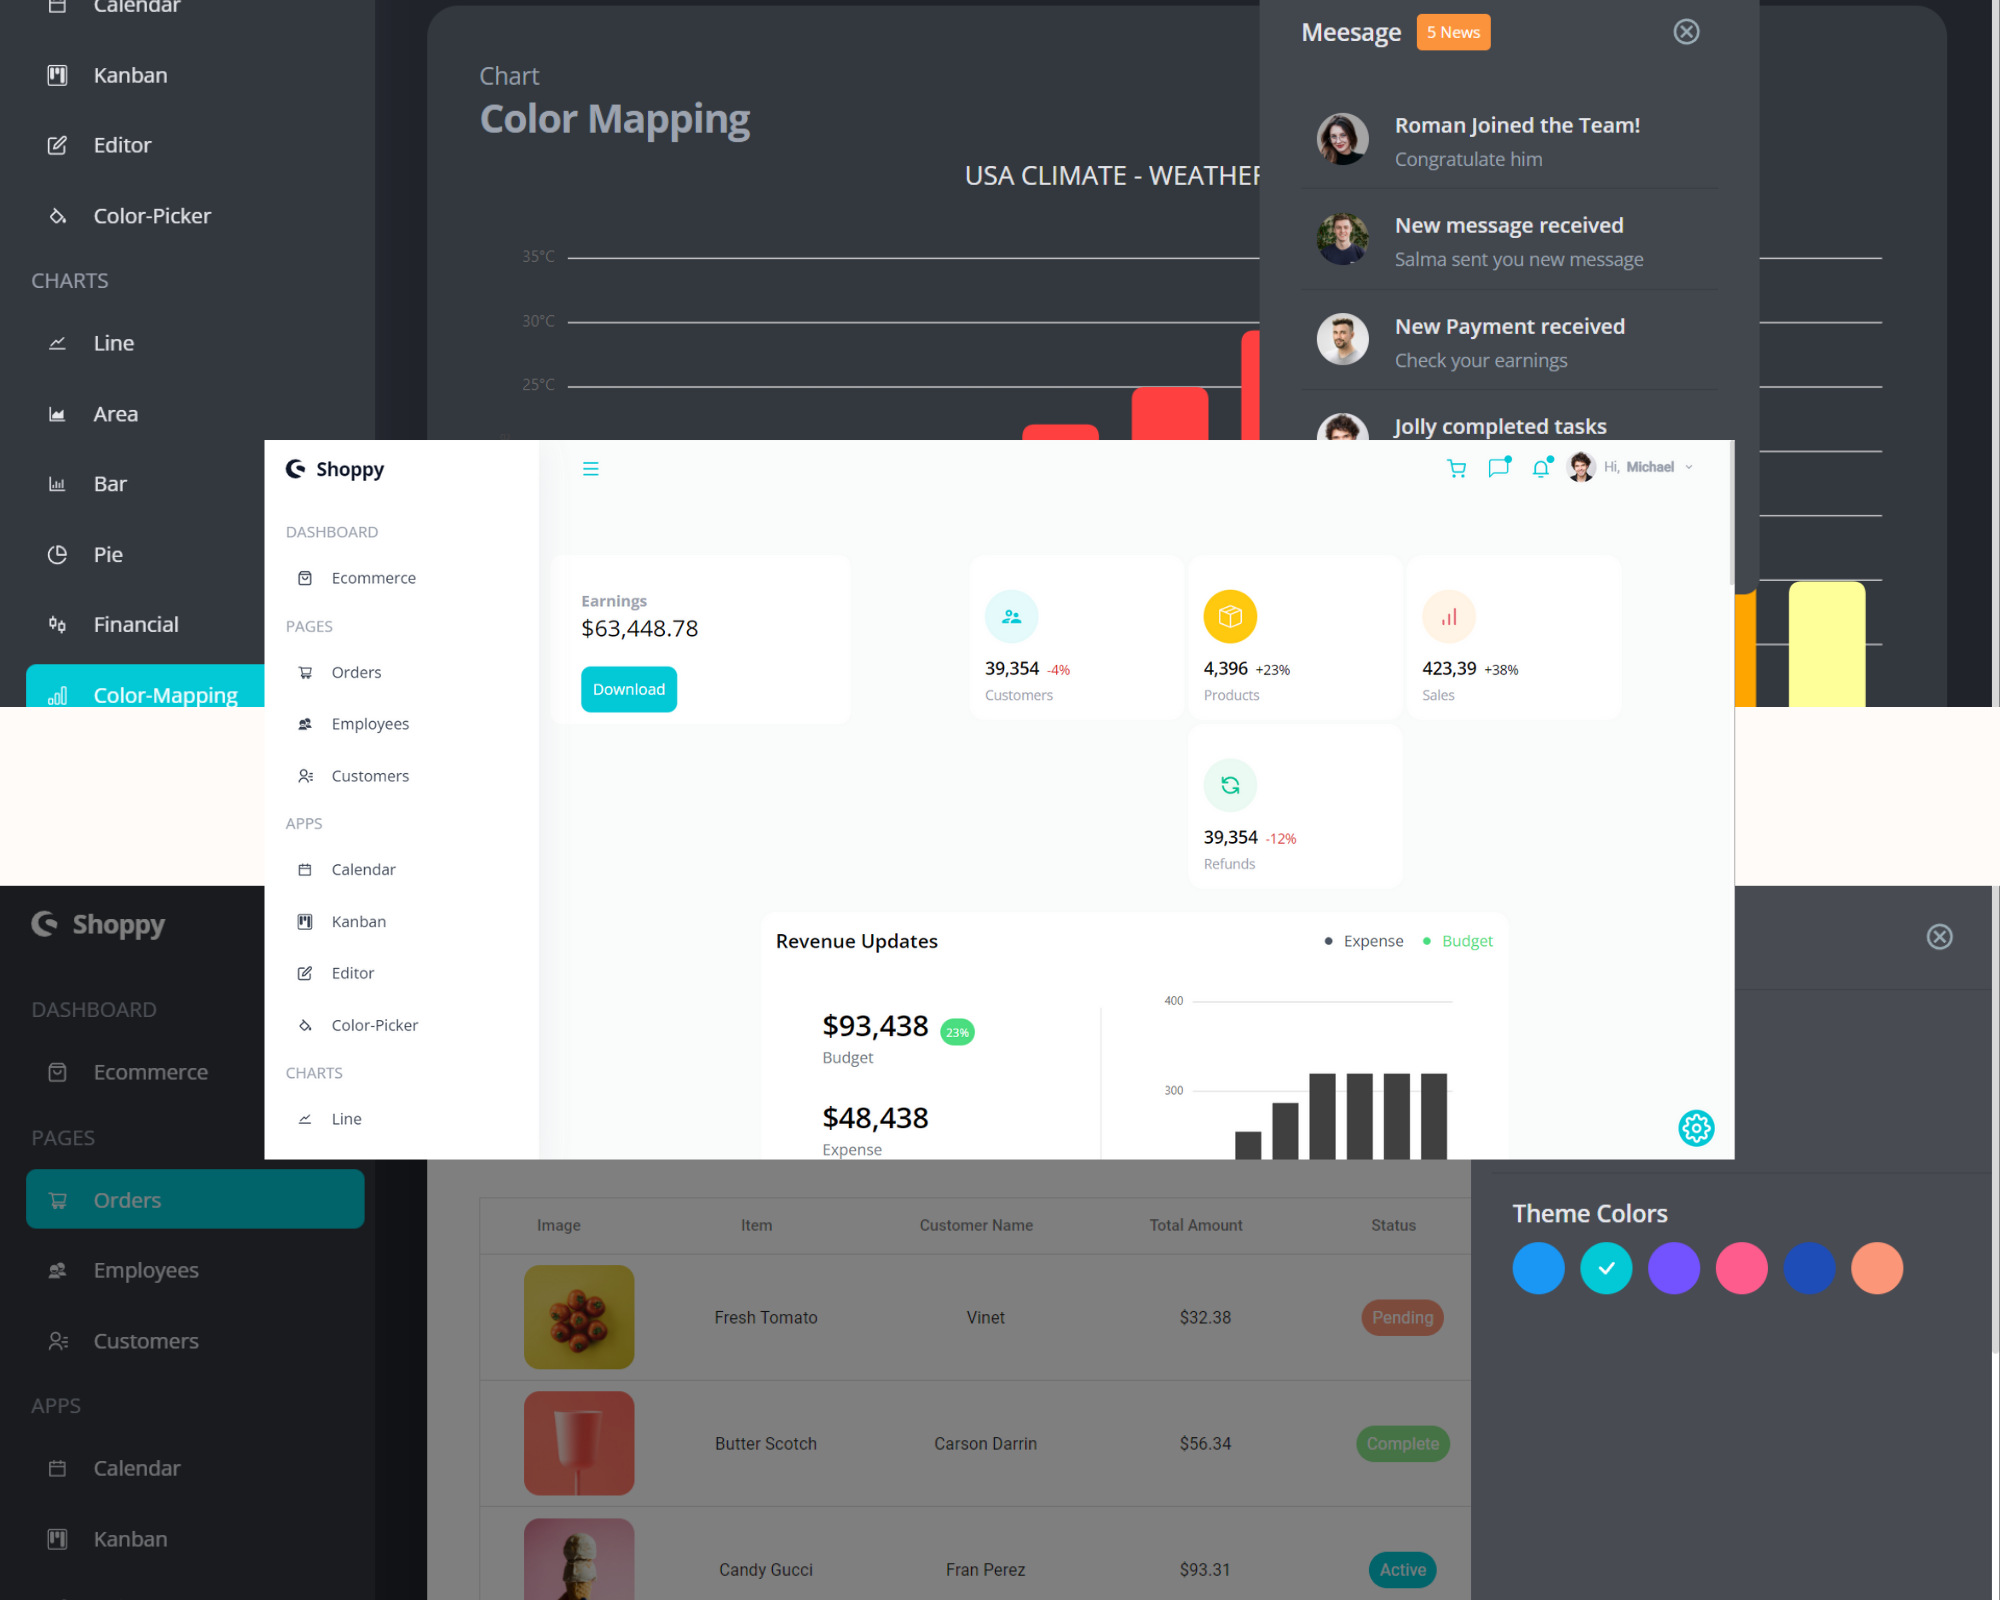 Calendar
Kanban
Editor
Color-Picker
CHARTS
Line
Area
Bar
Pie
Financial
Color-Mapping
Chart
Color Mapping
USA CLIMATE - WEATHER
35°C
30°C
25°C
Meesage 5 News
Roman Joined the Team!
Congratulate him
New message received
Salma sent you new message
New Payment received
Check your earnings
Jolly completed tasks
Shoppy
Hi, Michael
DASHBOARD
Ecommerce
PAGES
Orders
Employees
Customers
APPS
Calendar
Kanban
Editor
Color-Picker
CHARTS
Line
Earnings
$63,448.78
Download
39,354 -4%
Customers
4,396 +23%
Products
423,39 +38%
Sales
39,354 -12%
Refunds
Revenue Updates
Expense
Budget
$93,438 23%
Budget
$48,438
Expense
400
300
Shoppy
DASHBOARD
Ecommerce
PAGES
Orders
Employees
Customers
APPS
Calendar
Kanban
Image Item Customer Name Total Amount Status
Fresh Tomato Vinet $32.38 Pending
Butter Scotch Carson Darrin $56.34 Complete
Candy Gucci Fran Perez $93.31 Active
Theme Colors